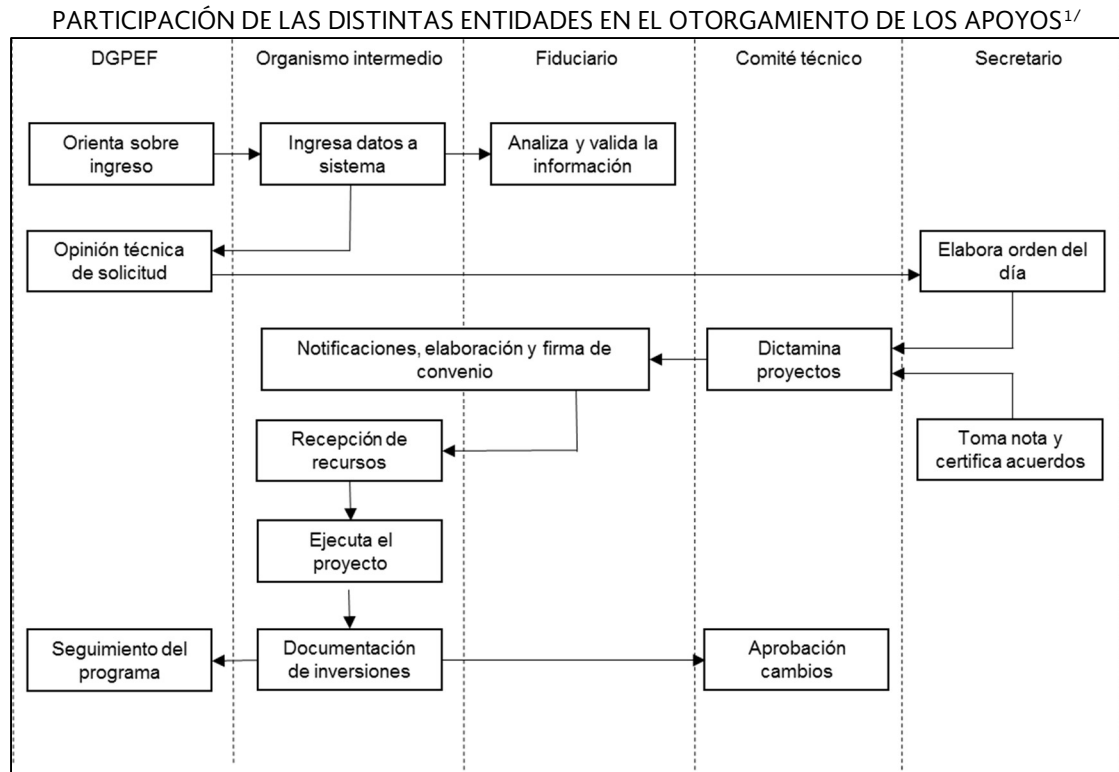 PARTICIPACIÓN DE LAS DISTINTAS ENTIDADES EN EL OTORGAMIENTO DE LOS APOYOS1/
DGPEF
Organismo intermedio
Fiduciario
Comité técnico
Secretario
Orienta sobre
ingreso
Ingresa datos a
sistema
Analiza y valida la
información
Opinión técnica
de solicitud
Elabora orden del
día
Notificaciones, elaboración y firma de
convenio
Dictamina
proyectos
Recepción de
recursos
Toma nota y
certifica acuerdos
Ejecuta el
proyecto
Seguimiento del
programa
Documentación
de inversiones
Aprobación
cambios